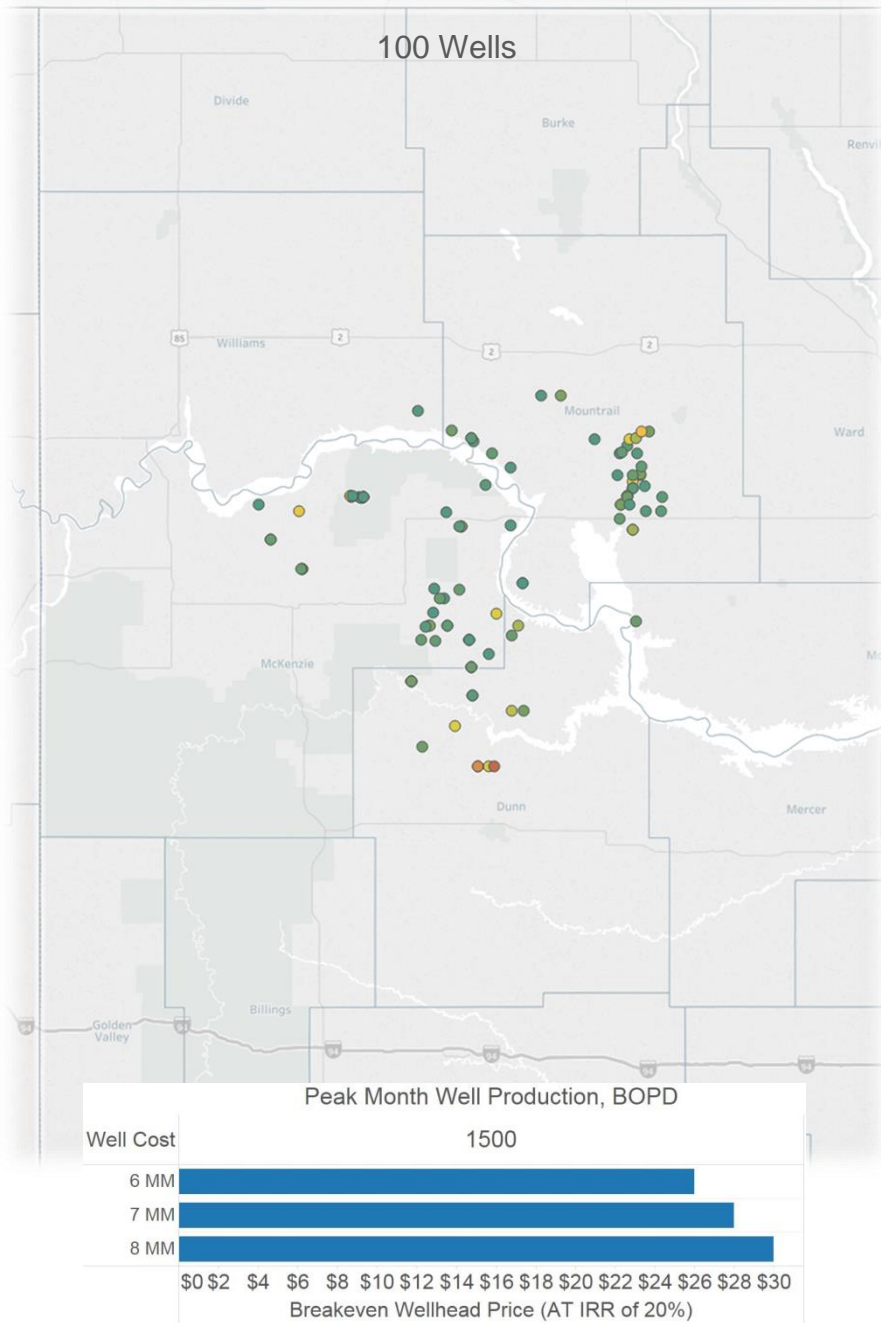 100 Wells
Divide
Burke
Renvil
85
Williams
2
2
2
Mountrail
Ward
McKenzie
Dunn
Mercer
Billings
Golden
Valley
94
94
94
94
94
94
Peak Month Well Production, BOPD
Well Cost
1500
6 MM
7 MM
8 MM
$0 $2 $4 $6 $8 $10 $12 $14 $16 $18 $20 $22 $24 $26 $28 $30
Breakeven Wellhead Price (AT IRR of 20%)